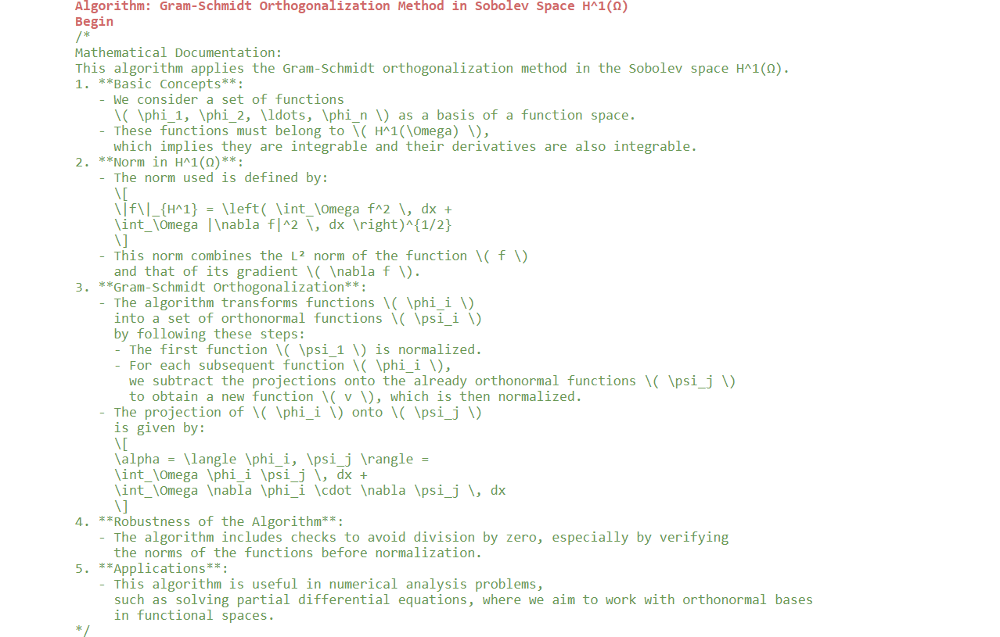 Algorithm: Gram-Schmidt Orthogonalization Method in Sobolev Space H^1(Ω)
Begin
/*
Mathematical Documentation:
This algorithm applies the Gram-Schmidt orthogonalization method in the Sobolev space H^1(Ω).
1. **Basic Concepts**:
   - We consider a set of functions
     \( \phi_1, \phi_2, \ldots, \phi_n \) as a basis of a function space.
   - These functions must belong to \( H^1(\Omega) \),
     which implies they are integrable and their derivatives are also integrable.
2. **Norm in H^1(Ω)**:
   - The norm used is defined by:
     \[
     \|f\|_{H^1} = \left( \int_\Omega f^2 \, dx +
     \int_\Omega |\nabla f|^2 \, dx \right)^{1/2}
     \]
   - This norm combines the L² norm of the function \( f \)
     and that of its gradient \( \nabla f \).
3. **Gram-Schmidt Orthogonalization**:
   - The algorithm transforms functions \( \phi_i \)
     into a set of orthonormal functions \( \psi_i \)
     by following these steps:
     - The first function \( \psi_1 \) is normalized.
     - For each subsequent function \( \phi_i \),
       we subtract the projections onto the already orthonormal functions \( \psi_j \)
       to obtain a new function \( v \), which is then normalized.
   - The projection of \( \phi_i \) onto \( \psi_j \)
     is given by:
     \[
     \alpha = \langle \phi_i, \psi_j \rangle =
     \int_\Omega \phi_i \psi_j \, dx +
     \int_\Omega \nabla \phi_i \cdot \nabla \psi_j \, dx
     \]
4. **Robustness of the Algorithm**:
   - The algorithm includes checks to avoid division by zero, especially by verifying
     the norms of the functions before normalization.
5. **Applications**:
   - This algorithm is useful in numerical analysis problems,
     such as solving partial differential equations, where we aim to work with orthonormal bases
     in functional spaces.
*/